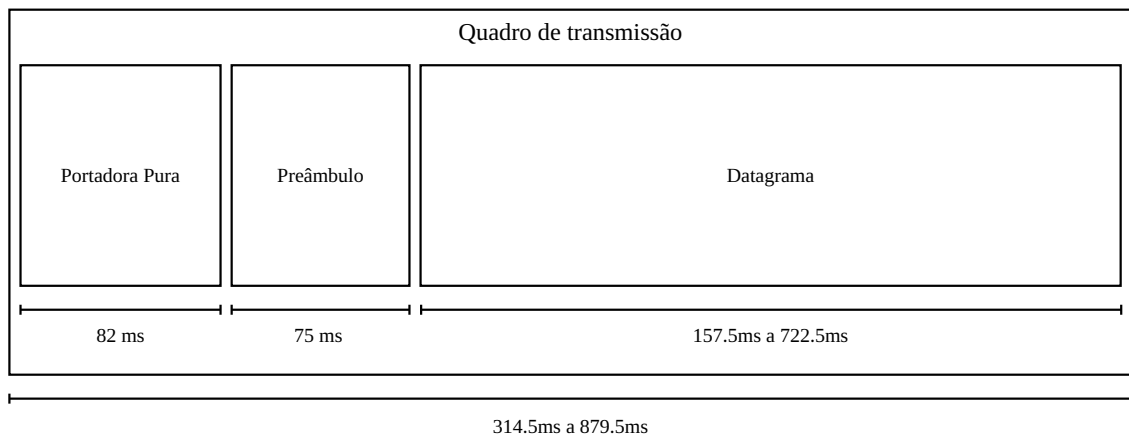 Quadro de transmissão
Portadora Pura
Preâmbulo
Datagrama
82 ms
75 ms
157.5ms a 722.5ms
314.5ms a 879.5ms